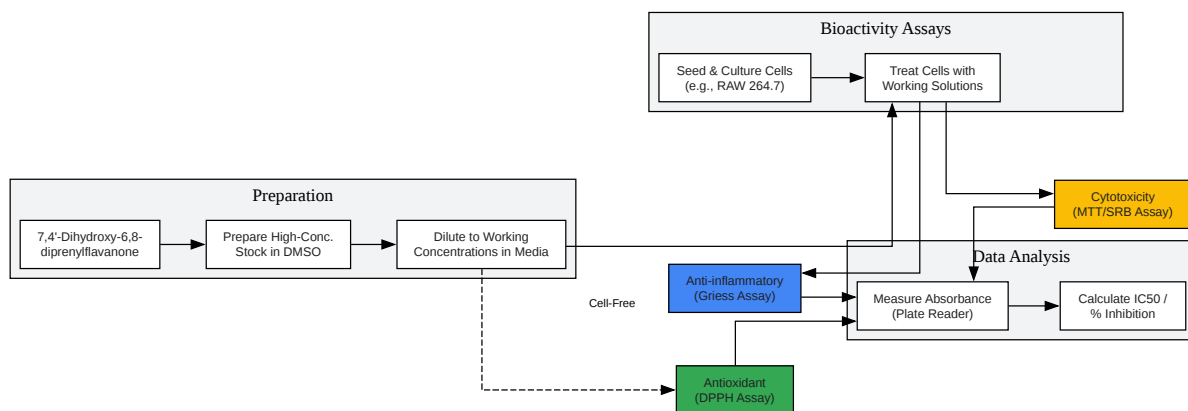 Bioactivity Assays
Seed & Culture Cells
(e.g., RAW 264.7)
Treat Cells with
Working Solutions
Preparation
7,4'-Dihydroxy-6,8-
diprenylflavanone
Prepare High-Conc.
Stock in DMSO
Dilute to Working
Concentrations in Media
Cytotoxicity
(MTT/SRB Assay)
Data Analysis
Anti-inflammatory
(Griess Assay)
Cell-Free
Measure Absorbance
(Plate Reader)
Calculate IC50 /
% Inhibition
Antioxidant
(DPPH Assay)